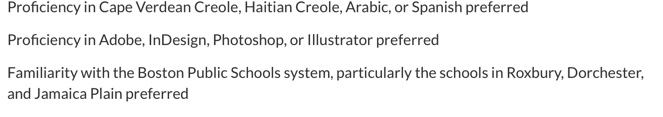 Proficiency in Cape Verdean Creole, Haitian Creole, Arabic, or Spanish preferred
Proficiency in Adobe, InDesign, Photoshop, or Illustrator preferred
Familiarity with the Boston Public Schools system, particularly the schools in Roxbury, Dorchester,
and Jamaica Plain preferred